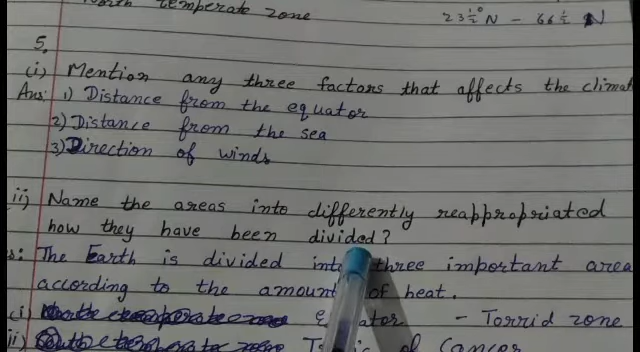 North temperate zone 23½°N - 66½ N
5.
(i) Mention any three factors that affects the climat
Ans: 1) Distance from the equator
2) Distance from the sea
3) Direction of winds
ii) Name the areas into differently reappropriated
how they have been divided?
s: The Earth is divided into three important area
according to the amount of heat.
(i) equator - Torrid zone
ii) Tropic of Cancer